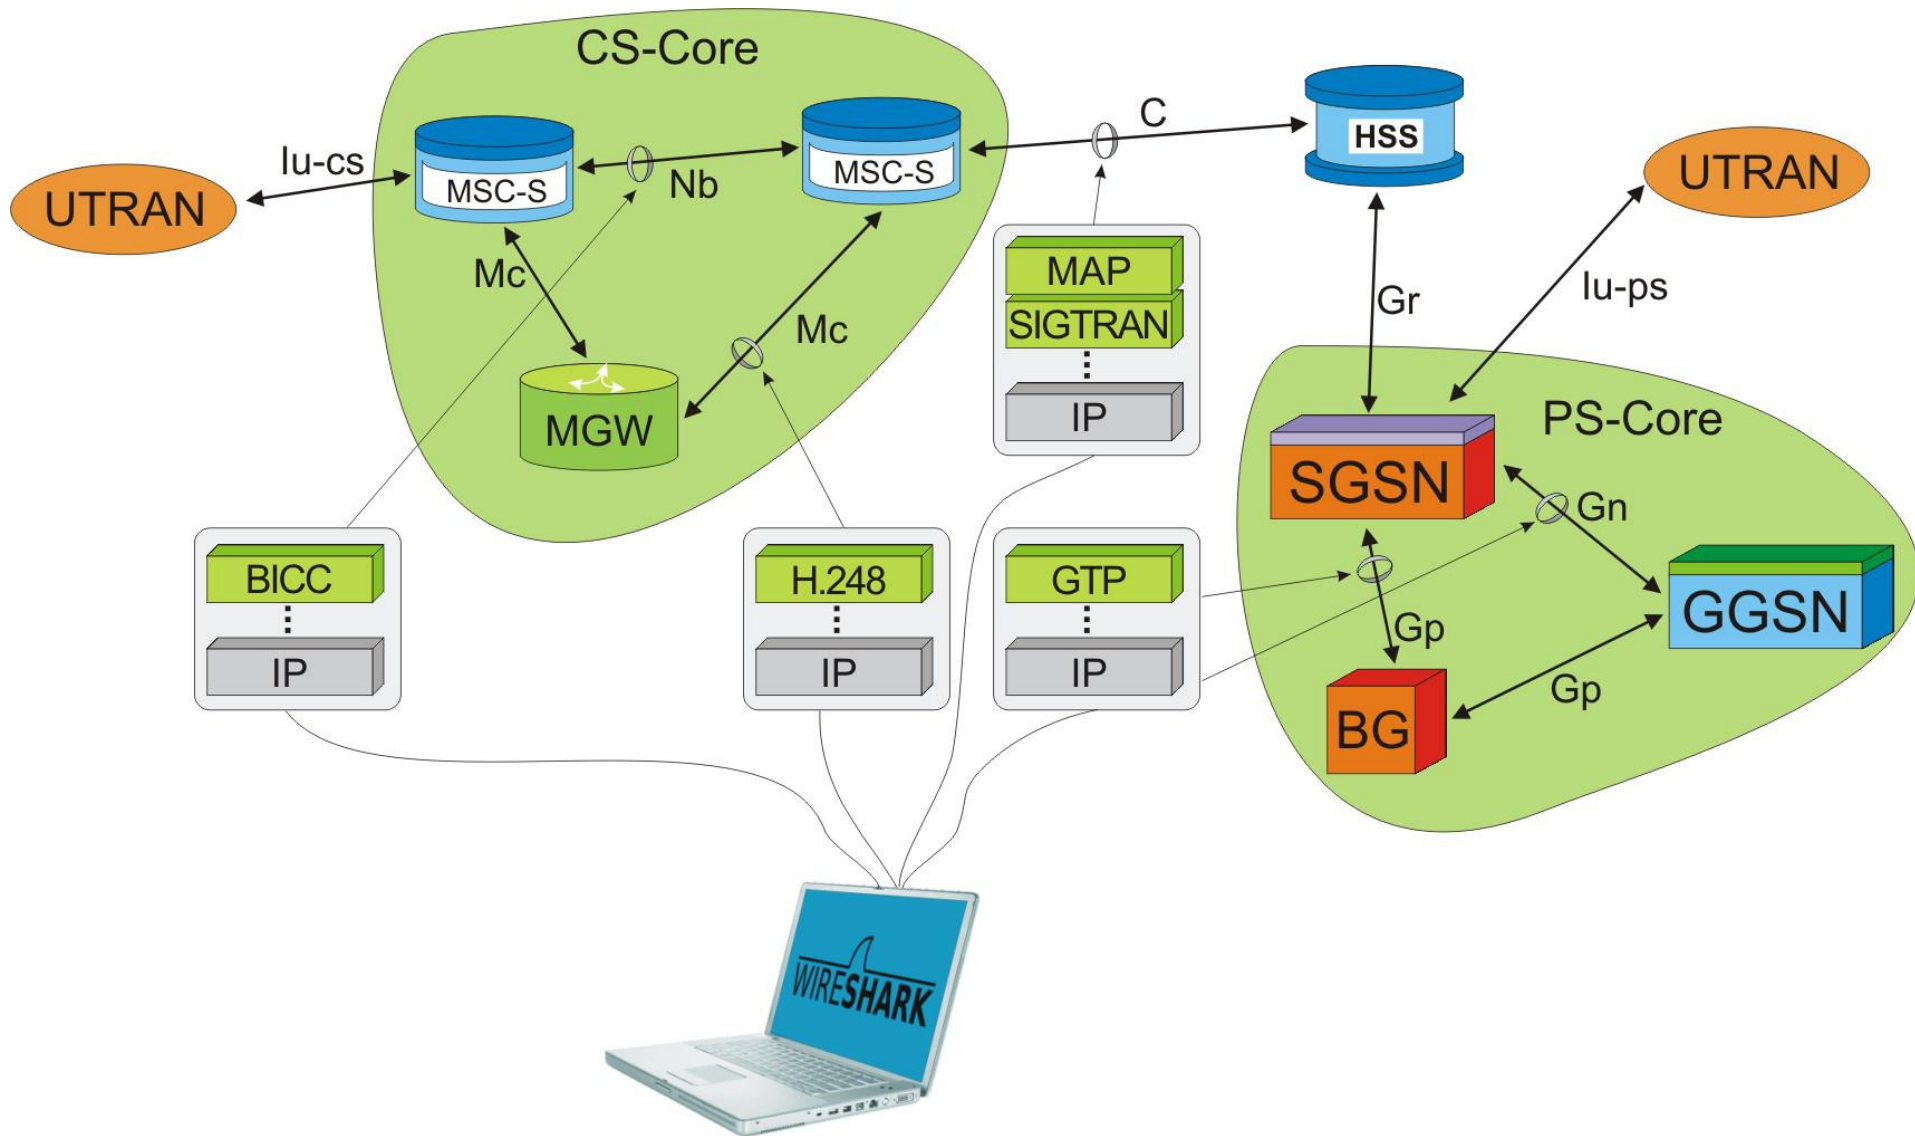 CS-Core
C
HSS
Iu-cs
MSC-S
MSC-S
UTRAN
UTRAN
Nb
Mc
Mc
MAP
SIGTRAN
IP
Gr
Iu-ps
MGW
PS-Core
SGSN
Gn
BICC
IP
H.248
IP
GTP
IP
Gp
GGSN
Gp
BG
WIRESHARK